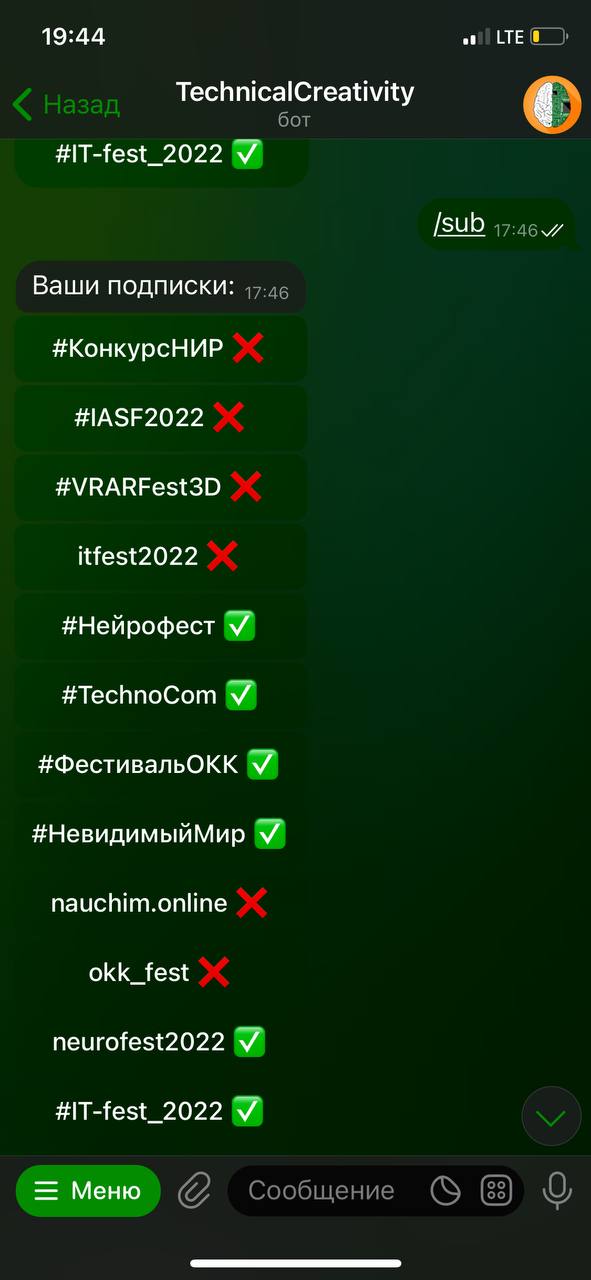 19:44
LTE
Назад
TechnicalCreativity
бот
#IT-fest_2022 ✅
/sub 17:46
Ваши подписки: 17:46
#КонкурсНИР ❌
#IASF2022 ❌
#VRARFest3D ❌
itfest2022 ❌
#Нейрофест ✅
#TechnoCom ✅
#ФестивальОКК ✅
#НевидимыйМир ✅
nauchim.online ❌
okk_fest ❌
neurofest2022 ✅
#IT-fest_2022 ✅
Меню
Сообщение